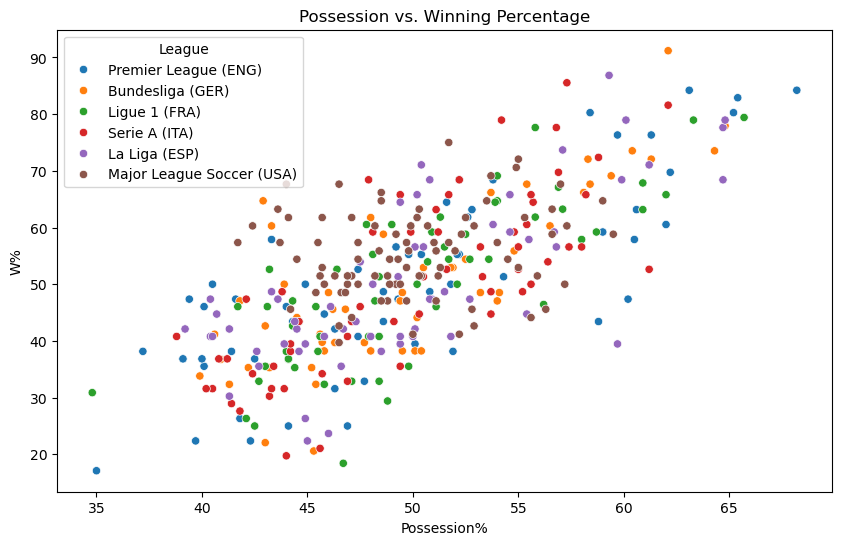 Possession vs. Winning Percentage
League
Premier League (ENG)
Bundesliga (GER)
Ligue 1 (FRA)
Serie A (ITA)
La Liga (ESP)
Major League Soccer (USA)
W%
90
80
70
60
50
40
30
20
35 40 45 50 55 60 65
Possession%